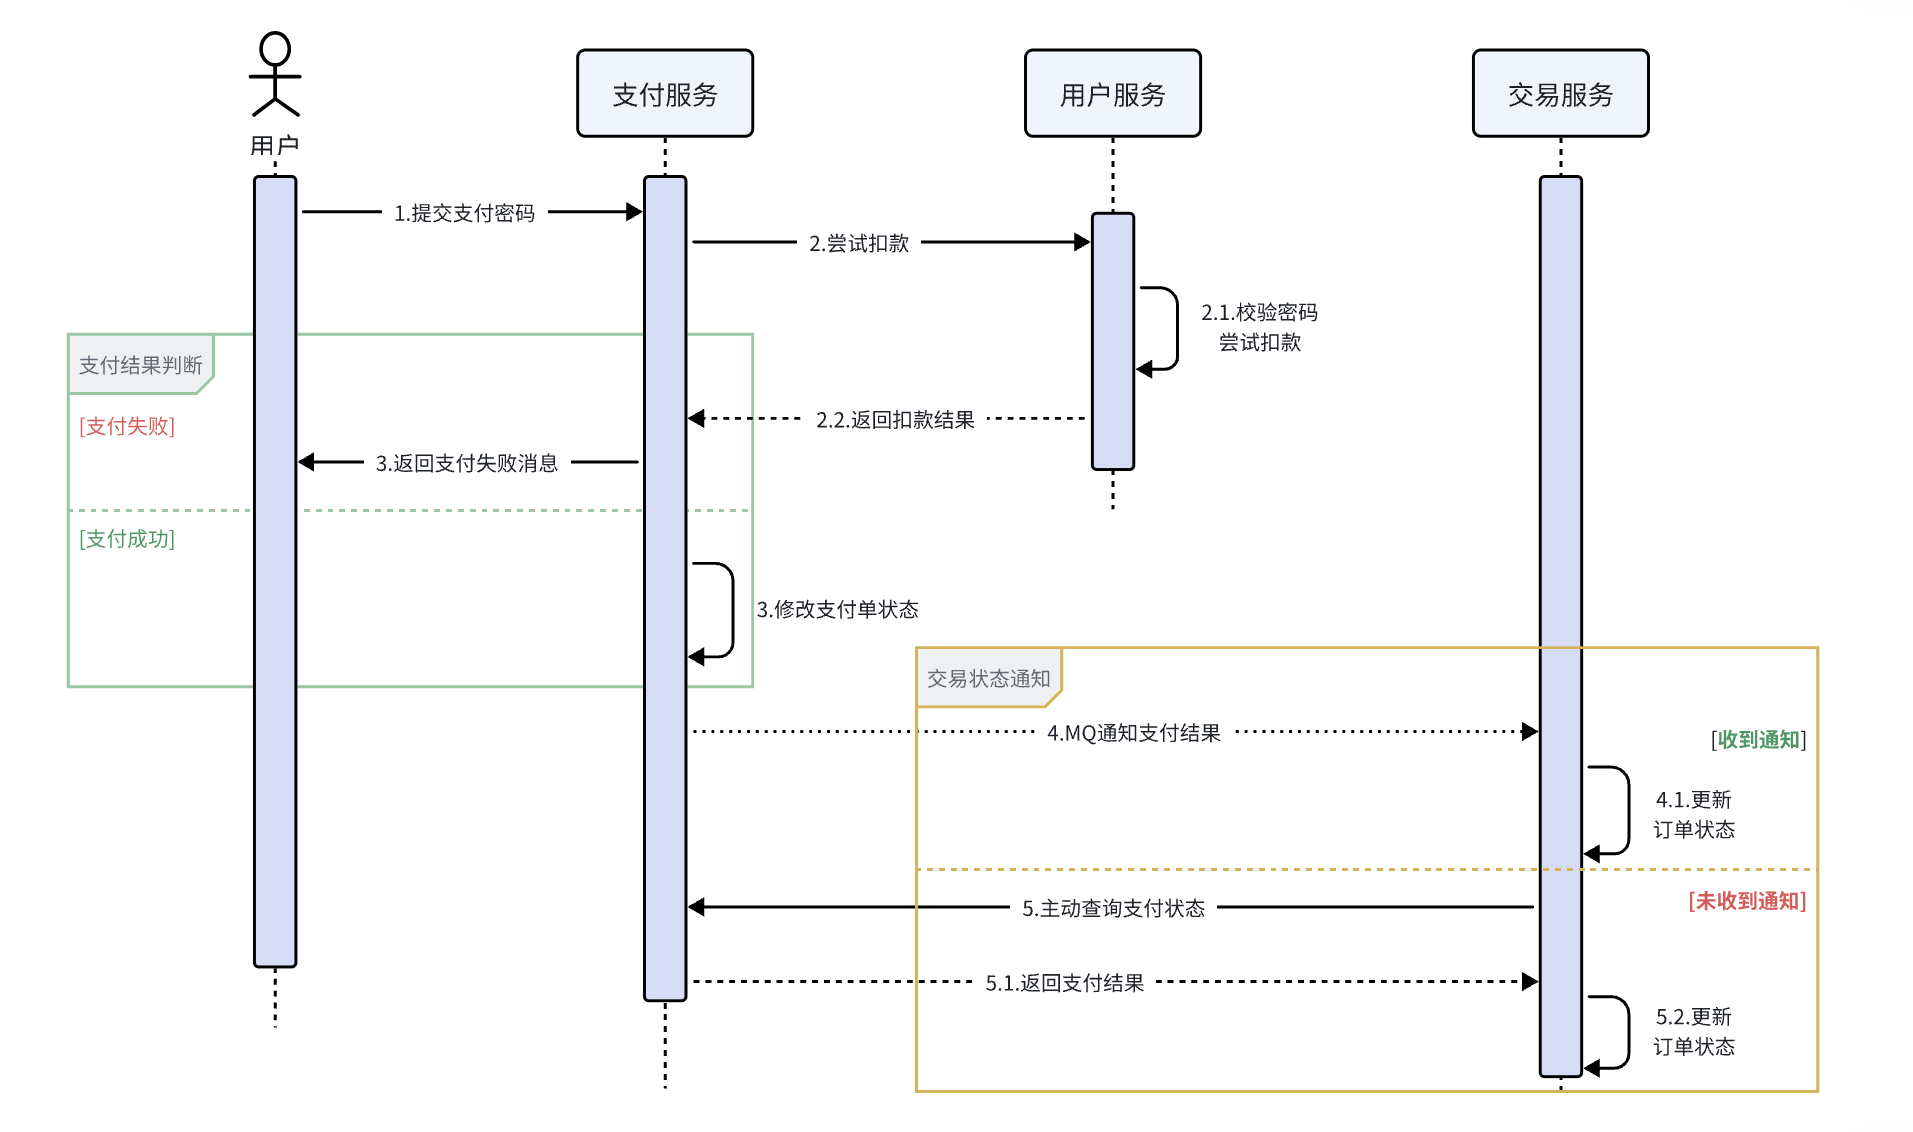 用户
支付服务
用户服务
交易服务
1.提交支付密码
2.尝试扣款
2.1.校验密码
尝试扣款
支付结果判断
[支付失败]
2.2.返回扣款结果
3.返回支付失败消息
[支付成功]
3.修改支付单状态
交易状态通知
4.MQ通知支付结果
[收到通知]
4.1.更新
订单状态
[未收到通知]
5.主动查询支付状态
5.1.返回支付结果
5.2.更新
订单状态